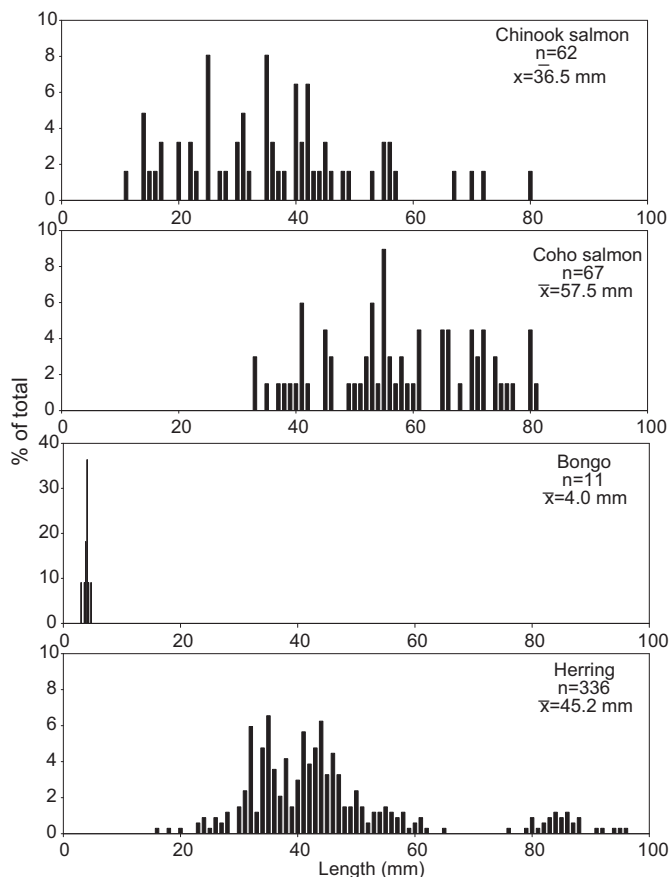 10
8
6
4
2
0
Chinook salmon
n=62
x̅=36.5 mm
0 20 40 60 80 100
10
8
6
4
2
0
Coho salmon
n=67
x̅=57.5 mm
0 20 40 60 80 100
% of total
40
30
20
10
0
Bongo
n=11
x̅=4.0 mm
0 20 40 60 80 100
10
8
6
4
2
0
Herring
n=336
x̅=45.2 mm
0 20 40 60 80 100
Length (mm)